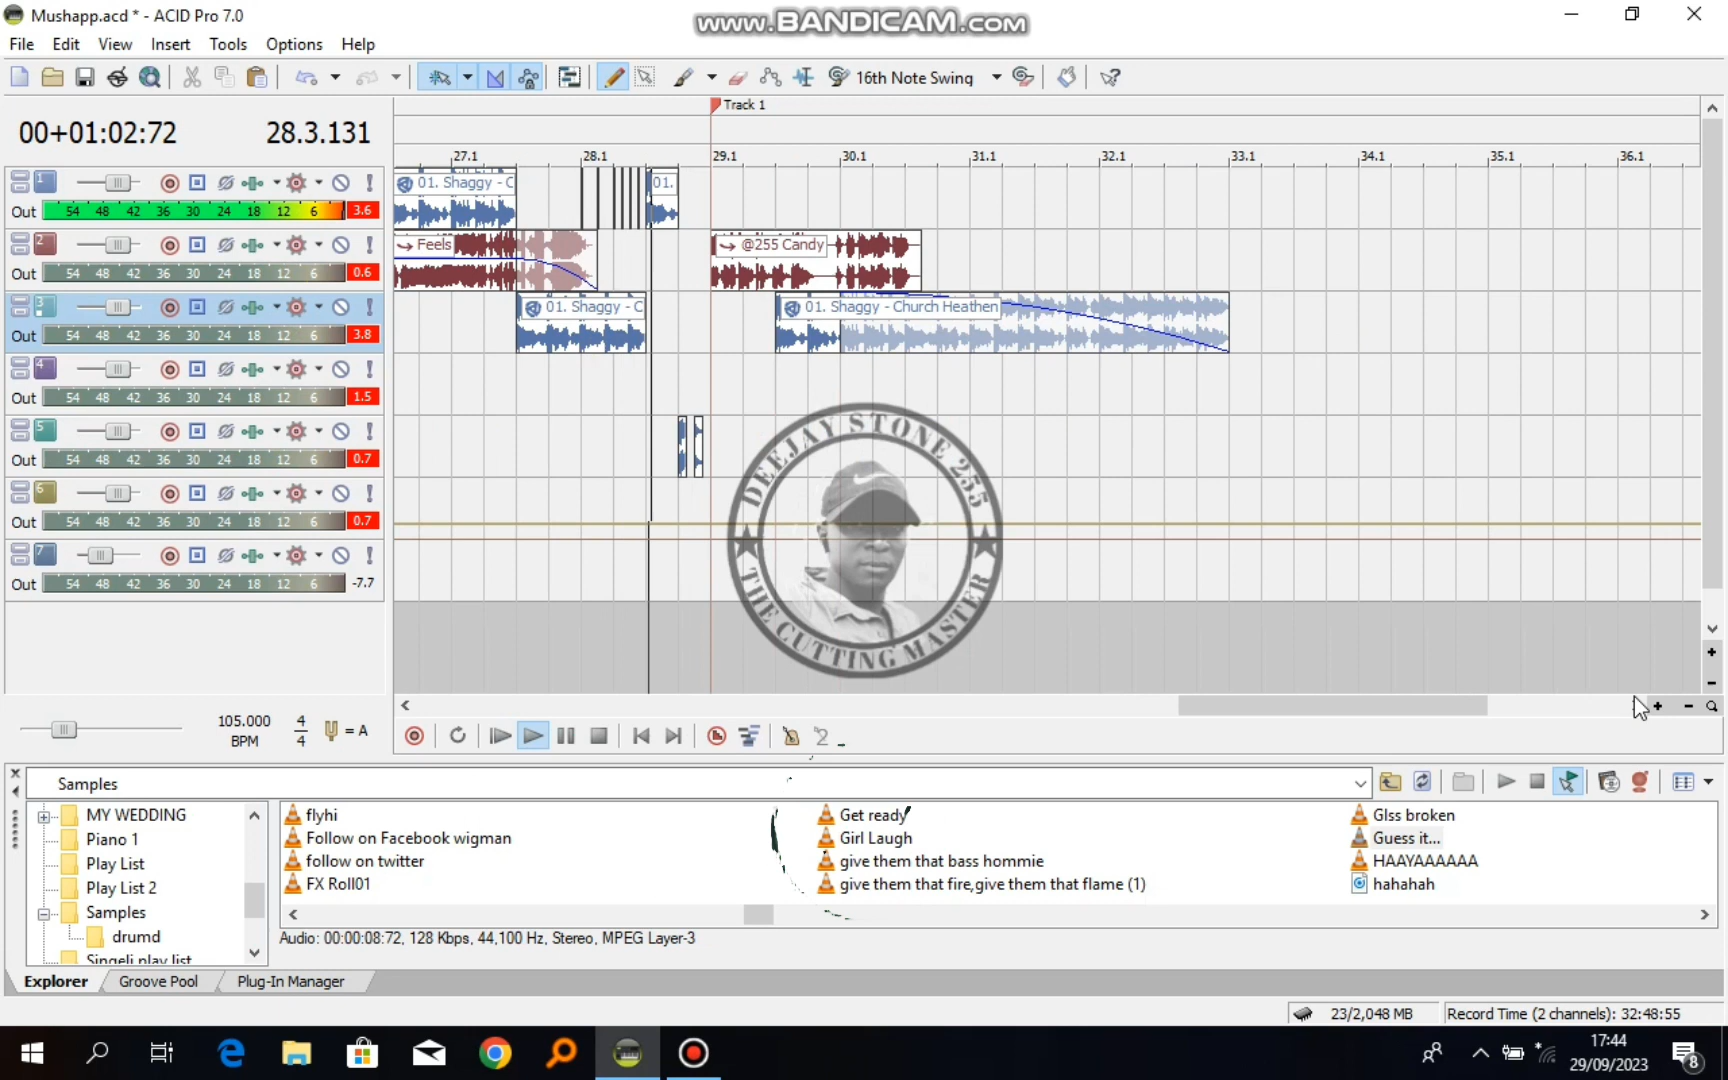 Mushapp.acd * - ACID Pro 7.0
www.BANDICAM.com
File Edit View Insert Tools Options Help
16th Note Swing
Track 1
00+01:02:72 28.3.131
27.1 28.1 29.1 30.1 31.1 32.1 33.1 34.1 35.1 36.1
1
01. Shaggy - C
01.
Out 54 48 42 36 30 24 18 12 6 3.6
2
Feels
@255 Candy
Out 54 48 42 36 30 24 18 12 6 0.6
3
01. Shaggy - C
01. Shaggy - Church Heathen
Out 54 48 42 36 30 24 18 12 6 3.8
4
Out 54 48 42 36 30 24 18 12 6 1.5
5
Out 54 48 42 36 30 24 18 12 6 0.7
6
Out 54 48 42 36 30 24 18 12 6 0.7
7
Out 54 48 42 36 30 24 18 12 6 -7.7
DEEJAY STONE 255
THE CUTTING MASTER
105.000 BPM
4
4
= A
Samples
MY WEDDING
Piano 1
Play List
Play List 2
Samples
drumd
Singeli play list
flyhi
Follow on Facebook wigman
follow on twitter
FX Roll01
Get ready
Girl Laugh
give them that bass hommie
give them that fire,give them that flame (1)
Glss broken
Guess it...
HAAYAAAAAA
hahahah
Audio: 00:00:08:72, 128 Kbps, 44,100 Hz, Stereo, MPEG Layer-3
Explorer Groove Pool Plug-In Manager
23/2,048 MB Record Time (2 channels): 32:48:55
17:44
29/09/2023
8